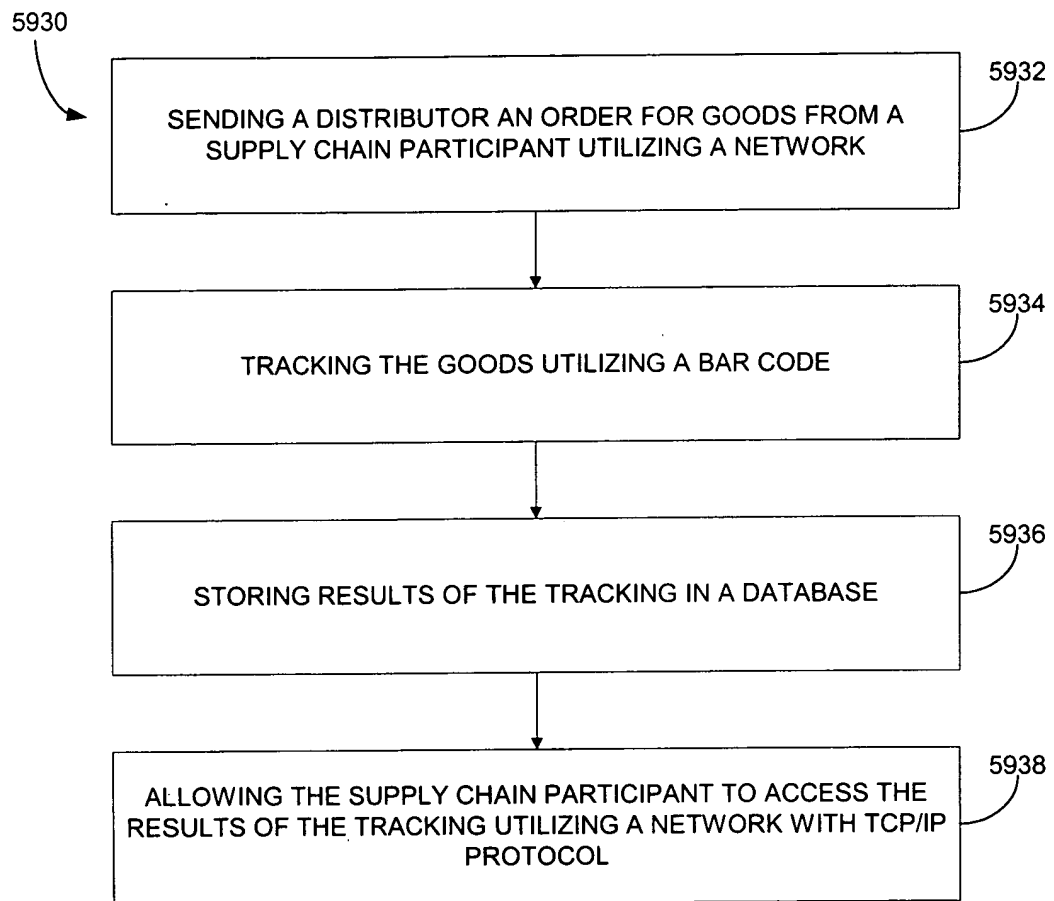 5930
5932
SENDING A DISTRIBUTOR AN ORDER FOR GOODS FROM A
SUPPLY CHAIN PARTICIPANT UTILIZING A NETWORK
5934
TRACKING THE GOODS UTILIZING A BAR CODE
5936
STORING RESULTS OF THE TRACKING IN A DATABASE
5938
ALLOWING THE SUPPLY CHAIN PARTICIPANT TO ACCESS THE
RESULTS OF THE TRACKING UTILIZING A NETWORK WITH TCP/IP
PROTOCOL